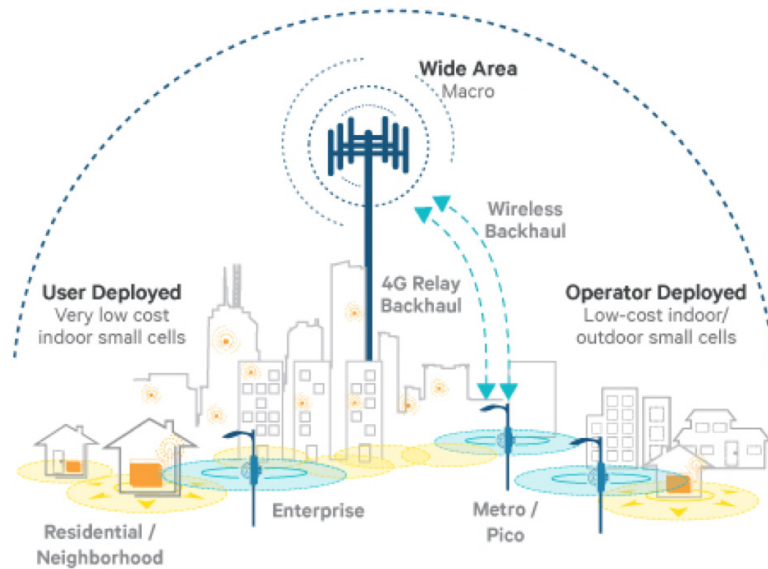 Wide Area
Macro
Wireless
Backhaul
4G Relay
Backhaul
User Deployed
Very low cost
indoor small cells
Operator Deployed
Low-cost indoor/
outdoor small cells
Residential /
Neighborhood
Enterprise
Metro /
Pico